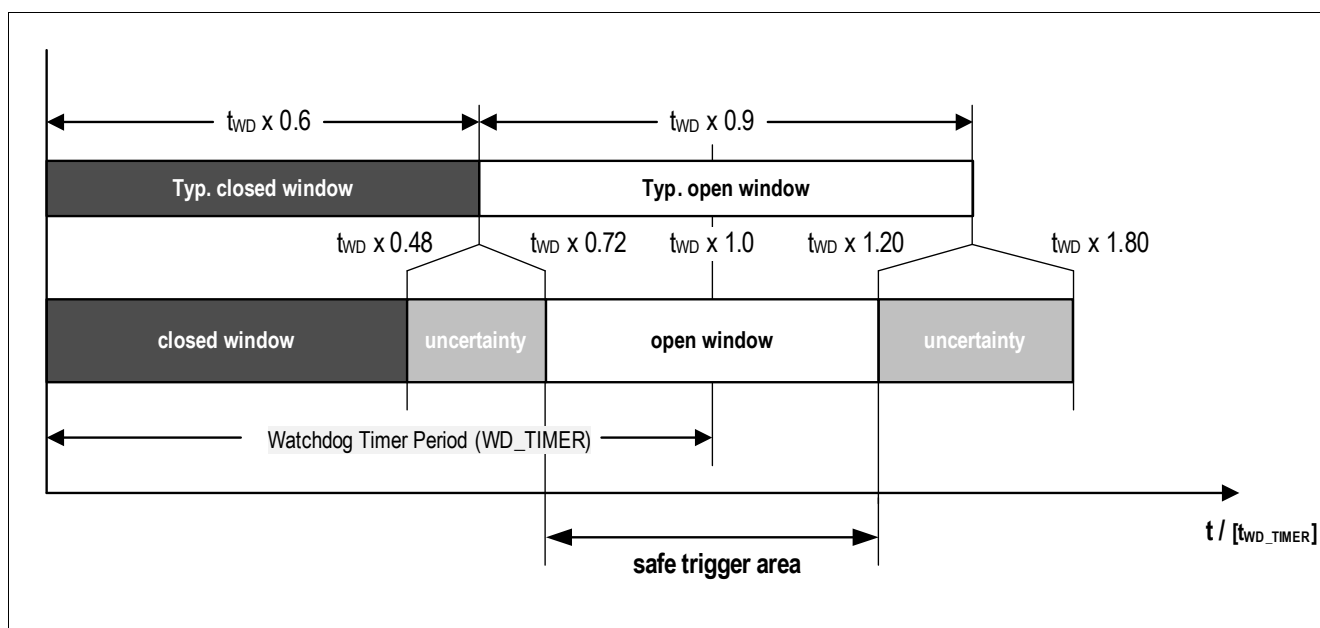 tWD x 0.6
tWD x 0.9
Typ. closed window
Typ. open window
tWD x 0.48
tWD x 0.72
tWD x 1.0
tWD x 1.20
tWD x 1.80
closed window
uncertainty
open window
uncertainty
Watchdog Timer Period (WD_TIMER)
t / [tWD_TIMER]
safe trigger area